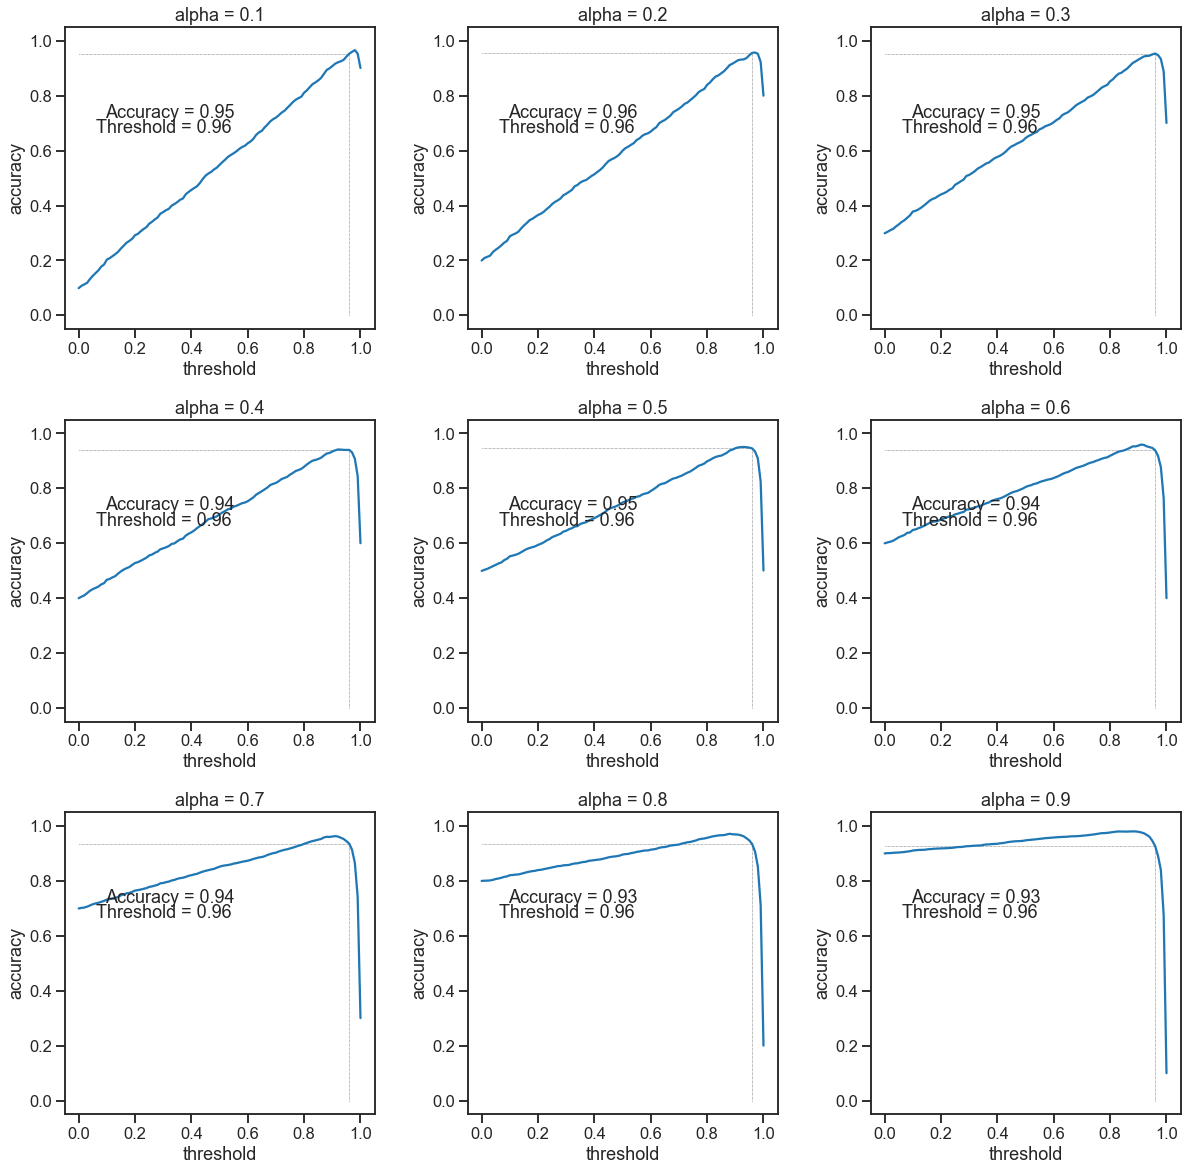 alpha = 0.1
1.0
0.8
0.6
0.4
0.2
0.0
accuracy
Accuracy = 0.95
Threshold = 0.96
0.0 0.2 0.4 0.6 0.8 1.0
threshold
alpha = 0.2
1.0
0.8
0.6
0.4
0.2
0.0
accuracy
Accuracy = 0.96
Threshold = 0.96
0.0 0.2 0.4 0.6 0.8 1.0
threshold
alpha = 0.3
1.0
0.8
0.6
0.4
0.2
0.0
accuracy
Accuracy = 0.95
Threshold = 0.96
0.0 0.2 0.4 0.6 0.8 1.0
threshold
alpha = 0.4
1.0
0.8
0.6
0.4
0.2
0.0
accuracy
Accuracy = 0.94
Threshold = 0.96
0.0 0.2 0.4 0.6 0.8 1.0
threshold
alpha = 0.5
1.0
0.8
0.6
0.4
0.2
0.0
accuracy
Accuracy = 0.95
Threshold = 0.96
0.0 0.2 0.4 0.6 0.8 1.0
threshold
alpha = 0.6
1.0
0.8
0.6
0.4
0.2
0.0
accuracy
Accuracy = 0.94
Threshold = 0.96
0.0 0.2 0.4 0.6 0.8 1.0
threshold
alpha = 0.7
1.0
0.8
0.6
0.4
0.2
0.0
accuracy
Accuracy = 0.94
Threshold = 0.96
0.0 0.2 0.4 0.6 0.8 1.0
threshold
alpha = 0.8
1.0
0.8
0.6
0.4
0.2
0.0
accuracy
Accuracy = 0.93
Threshold = 0.96
0.0 0.2 0.4 0.6 0.8 1.0
threshold
alpha = 0.9
1.0
0.8
0.6
0.4
0.2
0.0
accuracy
Accuracy = 0.93
Threshold = 0.96
0.0 0.2 0.4 0.6 0.8 1.0
threshold